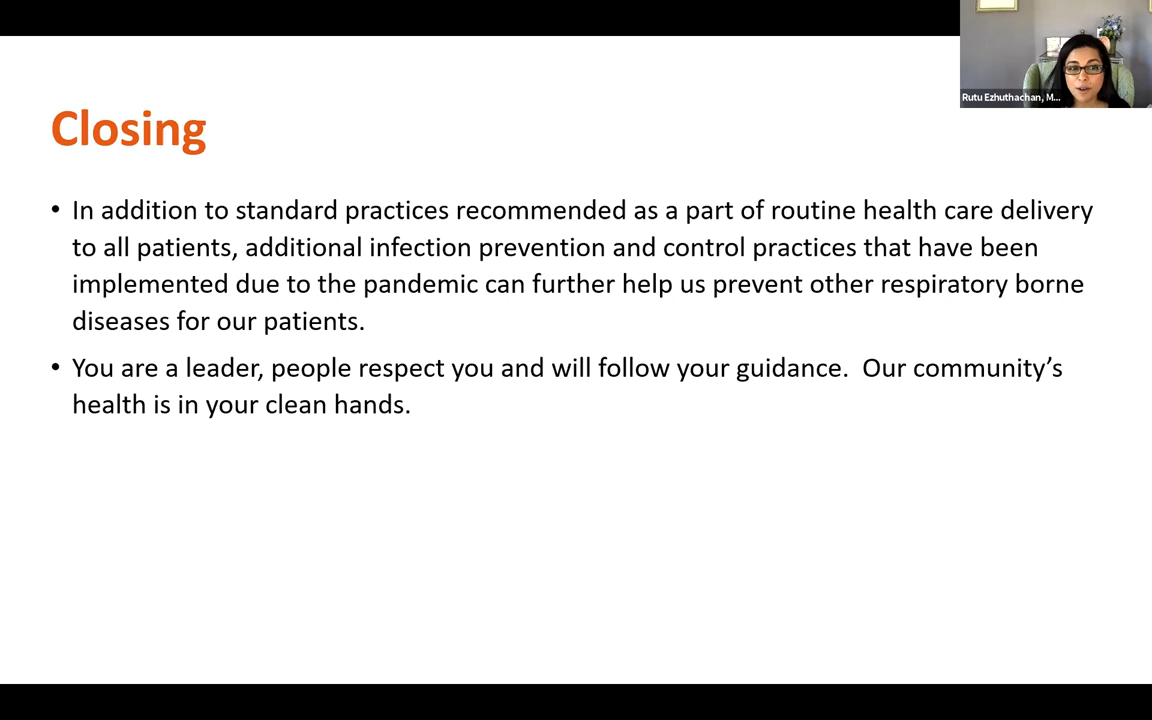 Rutu Ezhuthachan, M...
Closing
• In addition to standard practices recommended as a part of routine health care delivery
to all patients, additional infection prevention and control practices that have been
implemented due to the pandemic can further help us prevent other respiratory borne
diseases for our patients.
• You are a leader, people respect you and will follow your guidance.  Our community’s
health is in your clean hands.